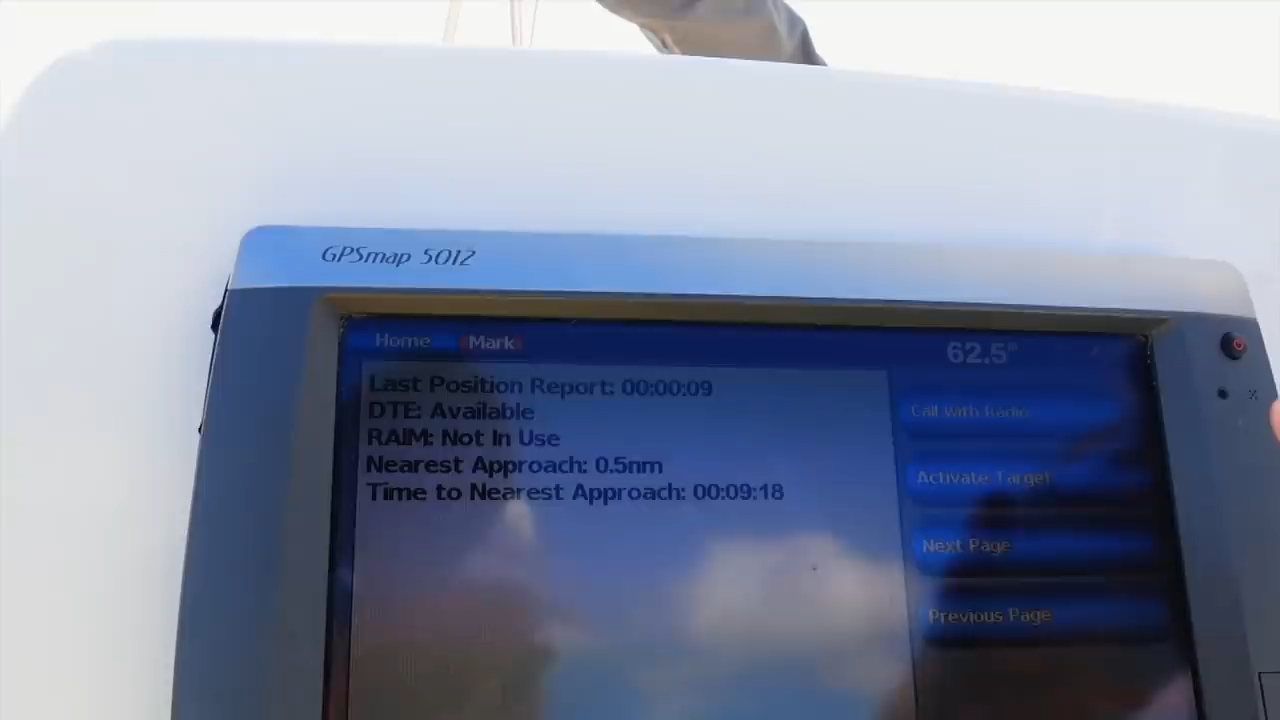 GPSmap 5012
Home Mark
62.5
Last Position Report: 00:00:09
DTE: Available
RAIM: Not In Use
Nearest Approach: 0.5nm
Time to Nearest Approach: 00:09:18
Call with Radio
Activate Target
Next Page
Previous Page